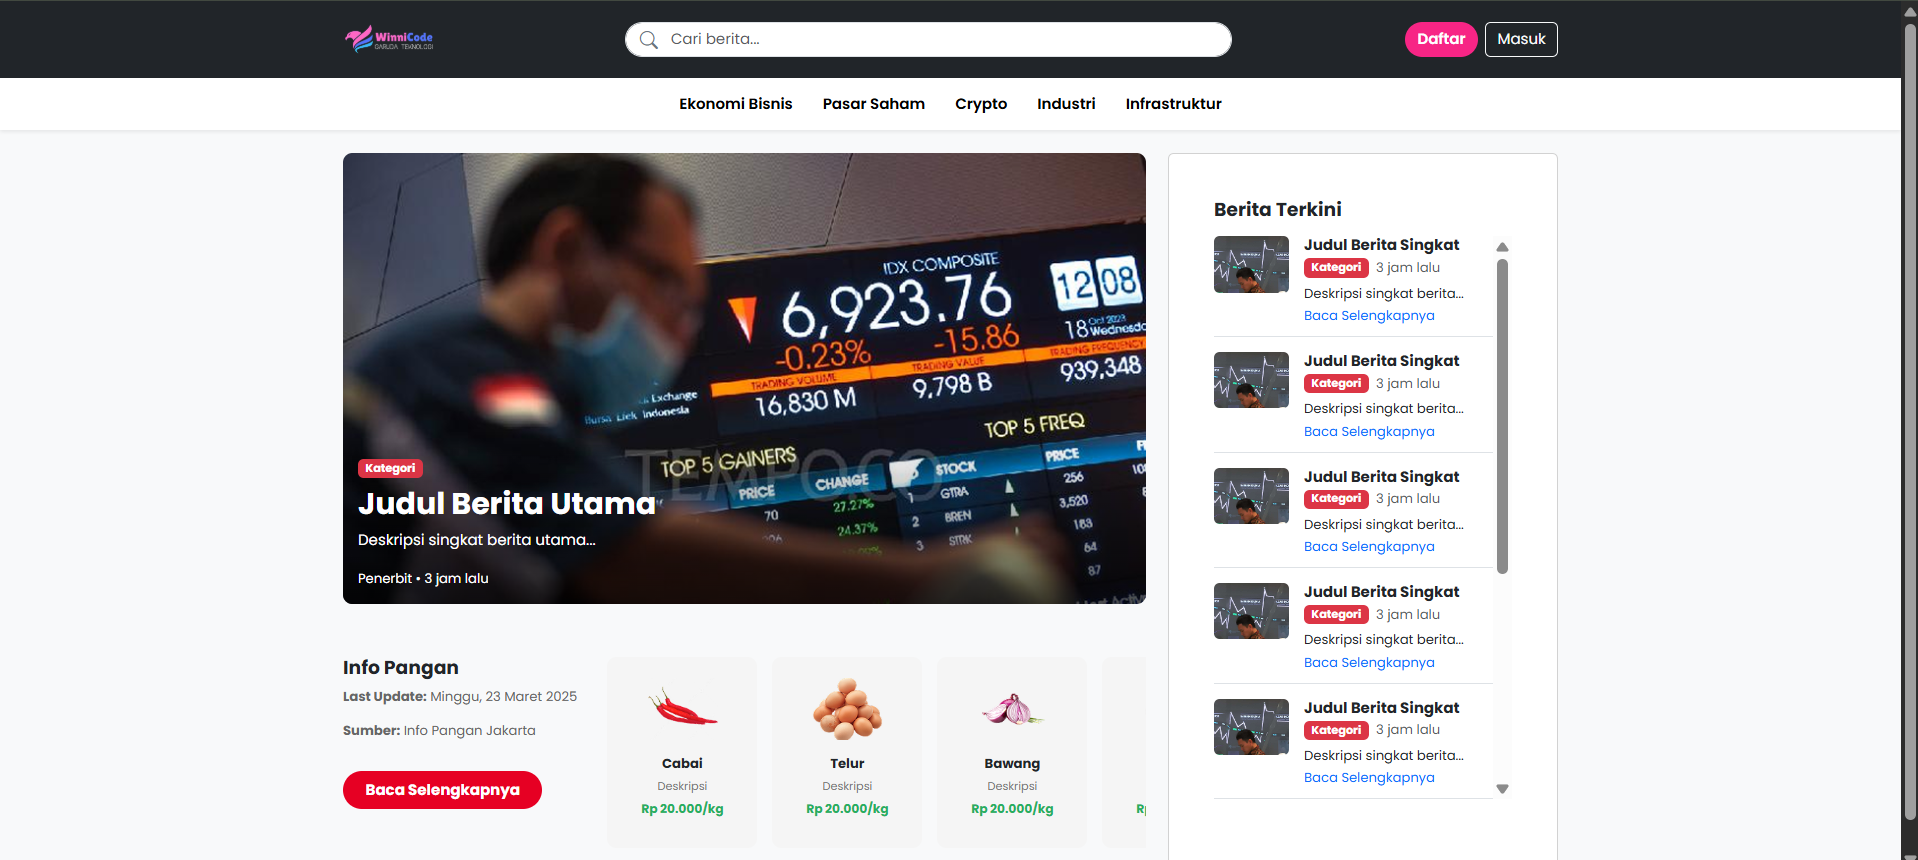 WinniCode
GARUDA TEKNOLOGI
Cari berita...
Daftar
Masuk
Ekonomi Bisnis
Pasar Saham
Crypto
Industri
Infrastruktur
IDX COMPOSITE
6,923.76
12 08
-0.23%
-15.86
18 Oct 2023
Wednesda
TRADING VOLUME
TRADING VALUE
TRADING FREQUENCY
16,830 M
9,798 B
939,348
Exchange
Bursa Efek Indonesia
TOP 5 GAINERS
TOP 5 FREQ
TEMPO.CO
PRICE
CHANGE
STOCK
PRICE
70
27.27%
1
GTRA
256
24.37%
2
BREN
3,520
3
STRK
163
64
87
Kategori
Judul Berita Utama
Deskripsi singkat berita utama...
Penerbit • 3 jam lalu
Berita Terkini
Judul Berita Singkat
Kategori 3 jam lalu
Deskripsi singkat berita...
Baca Selengkapnya
Judul Berita Singkat
Kategori 3 jam lalu
Deskripsi singkat berita...
Baca Selengkapnya
Judul Berita Singkat
Kategori 3 jam lalu
Deskripsi singkat berita...
Baca Selengkapnya
Judul Berita Singkat
Kategori 3 jam lalu
Deskripsi singkat berita...
Baca Selengkapnya
Judul Berita Singkat
Kategori 3 jam lalu
Deskripsi singkat berita...
Baca Selengkapnya
Info Pangan
Last Update: Minggu, 23 Maret 2025
Sumber: Info Pangan Jakarta
Baca Selengkapnya
Cabai
Deskripsi
Rp 20.000/kg
Telur
Deskripsi
Rp 20.000/kg
Bawang
Deskripsi
Rp 20.000/kg